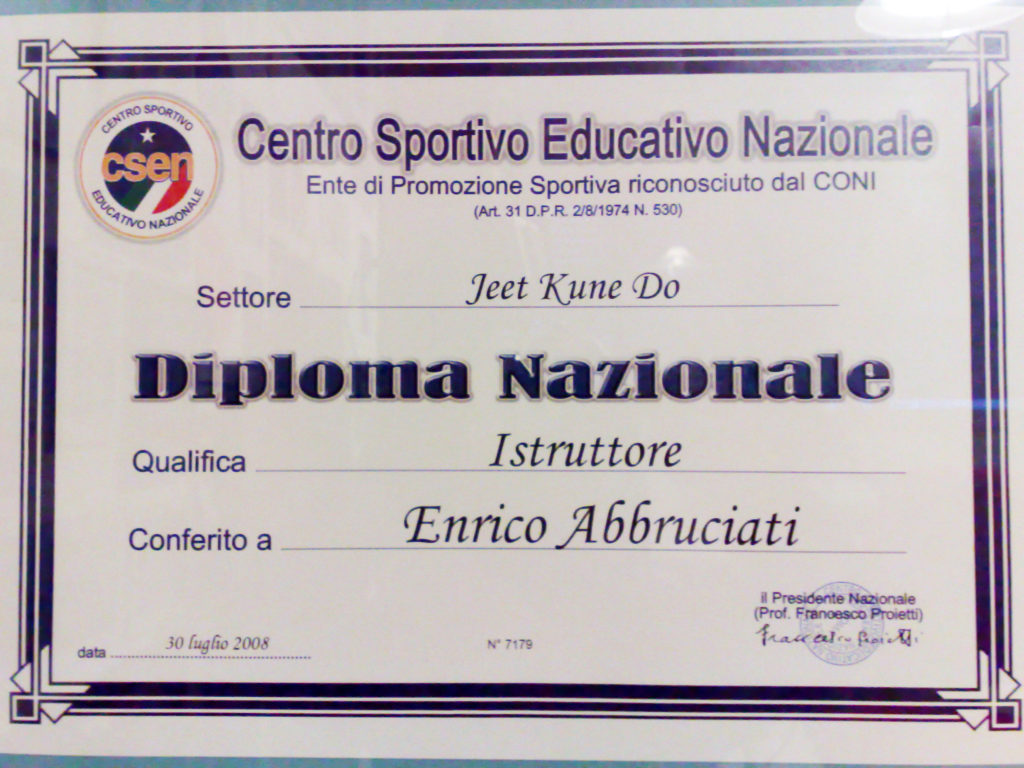 CENTRO SPORTIVO
csen
EDUCATIVO NAZIONALE
Centro Sportivo Educativo Nazionale
Ente di Promozione Sportiva riconosciuto dal CONI
(Art. 31 D.P.R. 2/8/1974 N. 530)
Settore Jeet Kune Do
Diploma Nazionale
Qualifica Istruttore
Conferito a Enrico Abbruciati
il Presidente Nazionale
(Prof. Francesco Proietti)
Francesco Proietti
data 30 luglio 2008
N° 7179